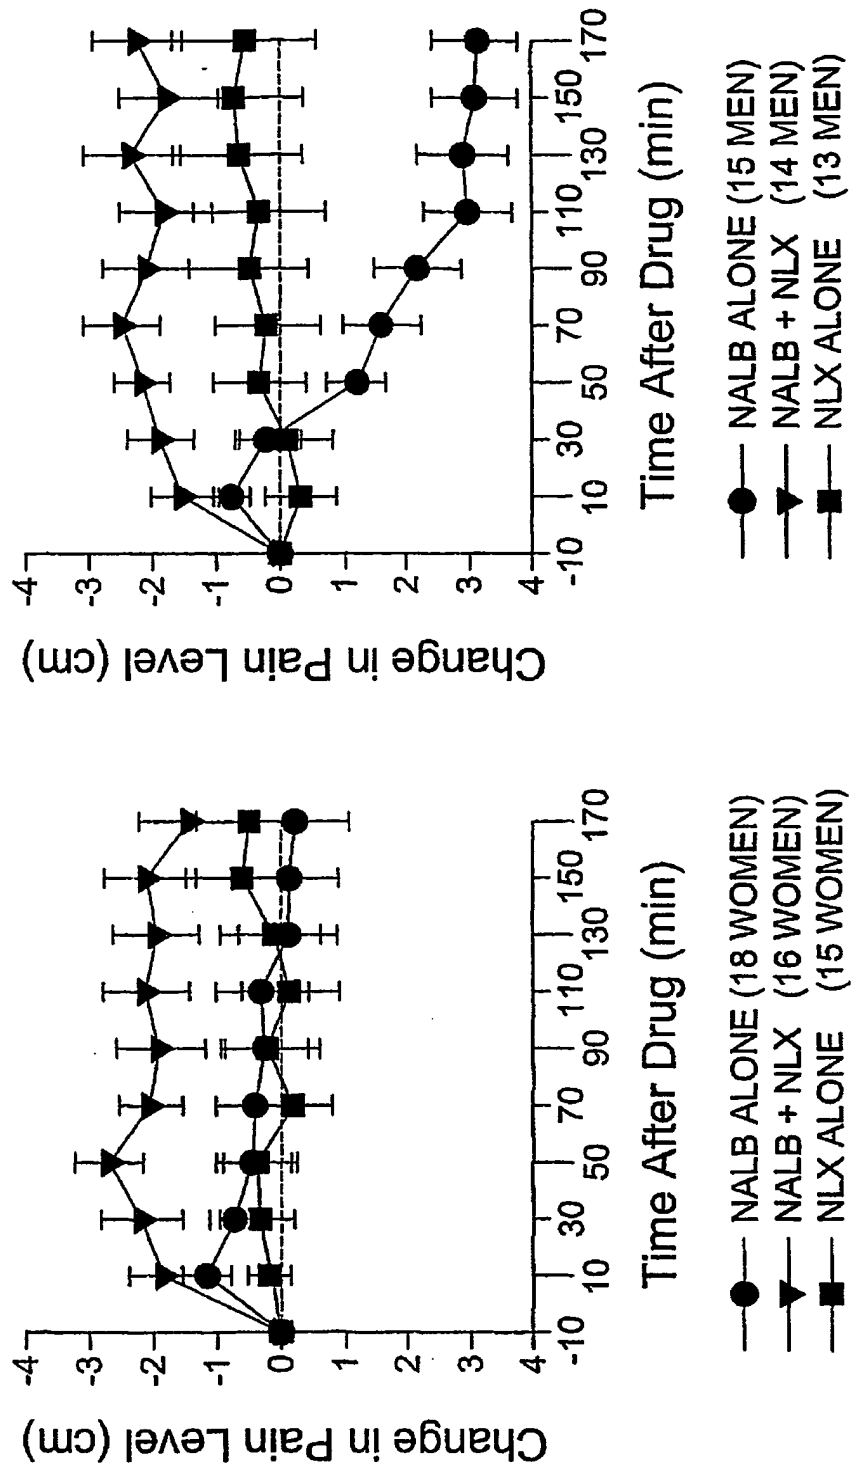 Change in Pain Level (cm)
-4
-3
-2
-1
0
1
2
3
4
-10 10 30 50 70 90 110 130 150 170
Time After Drug (min)
NALB ALONE (18 WOMEN)
NALB + NLX (16 WOMEN)
NLX ALONE (15 WOMEN)
Change in Pain Level (cm)
-4
-3
-2
-1
0
1
2
3
4
-10 10 30 50 70 90 110 130 150 170
Time After Drug (min)
NALB ALONE (15 MEN)
NALB + NLX (14 MEN)
NLX ALONE (13 MEN)